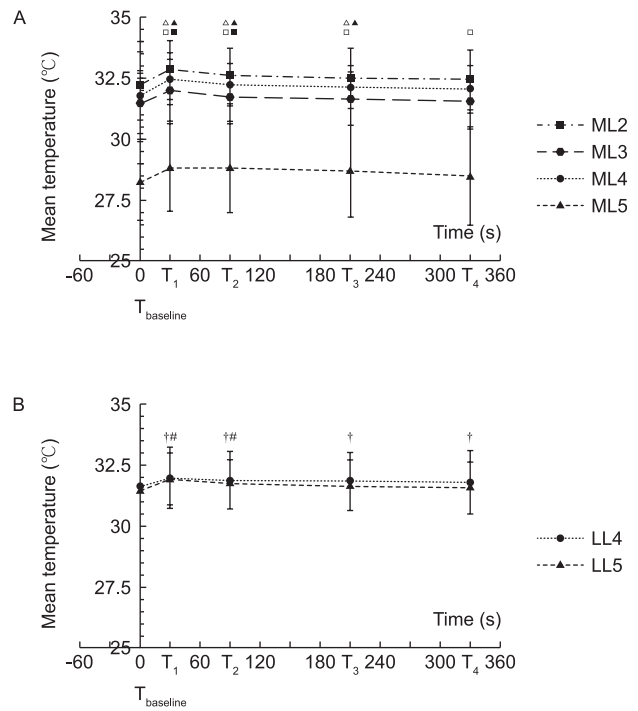 A
35
△ ▲ △ ▲ △ ▲
□ ■ □ ■ □ □
32.5
31
27.5
25
Mean temperature (℃)
Time (s)
-60 0 T1 60 T2 120 180 T3 240 300 T4 360
Tbaseline
ML2
ML3
ML4
ML5
B
35
†# †# † †
32.5
31
27.5
25
Mean temperature (℃)
Time (s)
-60 0 T1 60 T2 120 180 T3 240 300 T4 360
Tbaseline
LL4
LL5